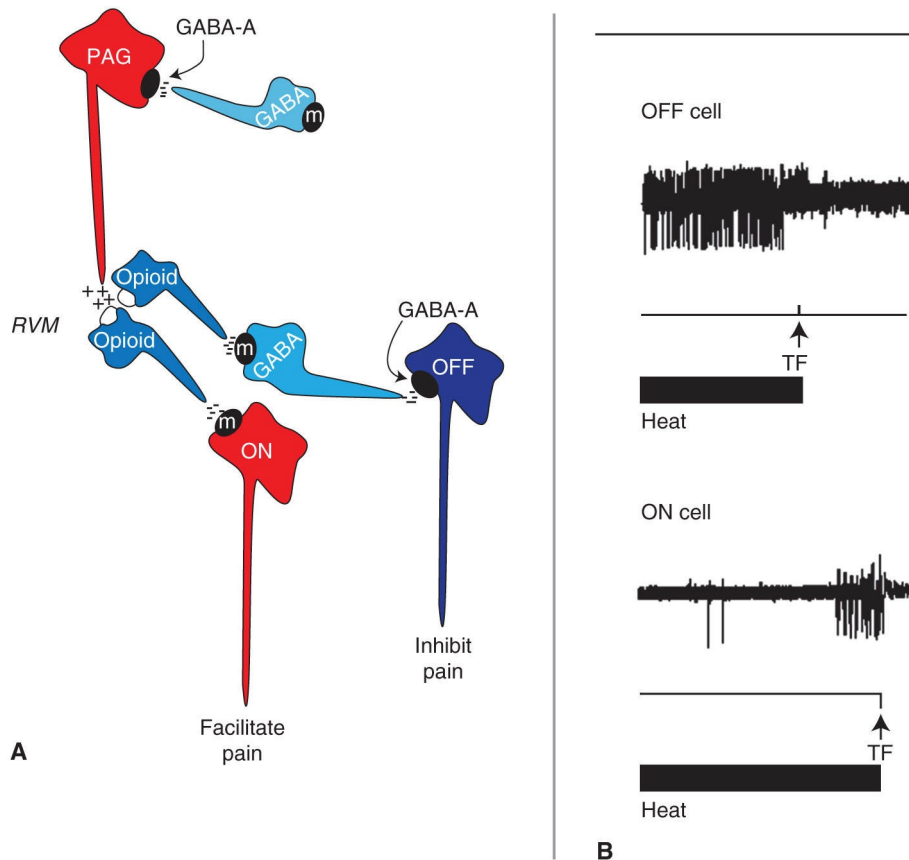 GABA-A
PAG
GABA
m
Opioid
+ +
+ +
RVM
Opioid
m
GABA
GABA-A
OFF
m
ON
Inhibit
pain
Facilitate
pain
A
OFF cell
TF
Heat
ON cell
TF
Heat
B